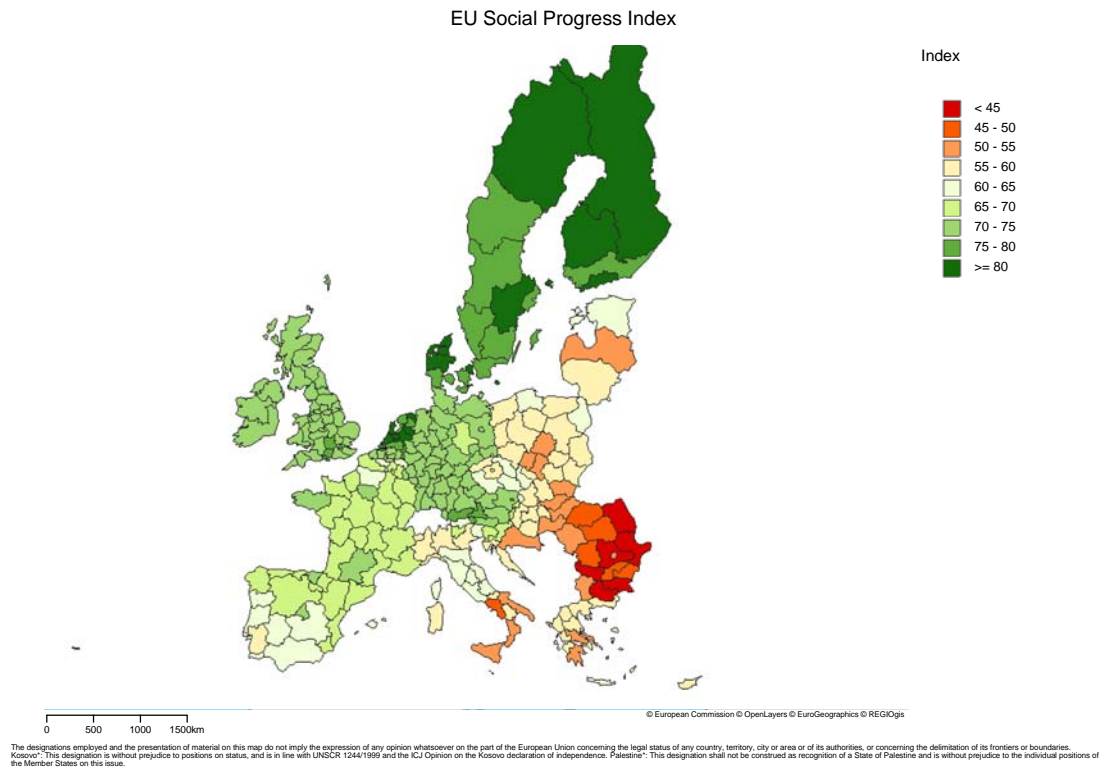 EU Social Progress Index
Index
< 45
45 - 50
50 - 55
55 - 60
60 - 65
65 - 70
70 - 75
75 - 80
>= 80
© European Commission © OpenLayers © EuroGeographics © REGIOgis
0 500 1000 1500km
The designations employed and the presentation of material on this map do not imply the expression of any opinion whatsoever on the part of the European Union concerning the legal status of any country, territory, city or area or of its authorities, or concerning the delimitation of its frontiers or boundaries.
Kosovo*: This designation is without prejudice to positions on status, and is in line with UNSCR 1244/1999 and the ICJ Opinion on the Kosovo declaration of independence. Palestine*: This designation shall not be construed as recognition of a State of Palestine and is without prejudice to the individual positions of
the Member States on this issue.